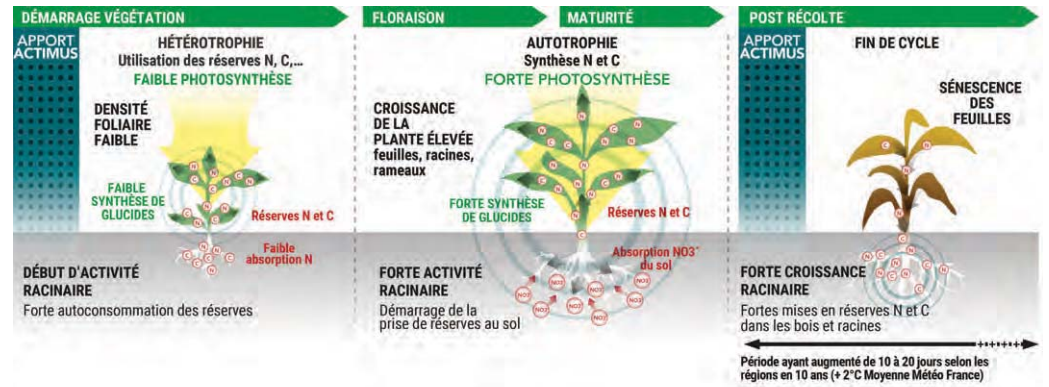 DÉMARRAGE VÉGÉTATION
FLORAISON
MATURITÉ
POST RÉCOLTE
APPORT
ACTIMUS
HÉTÉROTROPHIE
Utilisation des réserves N, C,...
FAIBLE PHOTOSYNTHÈSE
DENSITÉ
FOLIAIRE
FAIBLE
FAIBLE
SYNTHÈSE DE
GLUCIDES
Réserves N et C
Faible
absorption N
DÉBUT D'ACTIVITÉ
RACINAIRE
Forte autoconsommation des réserves
AUTOTROPHIE
Synthèse N et C
FORTE PHOTOSYNTHÈSE
CROISSANCE
DE LA
PLANTE ÉLEVÉE
feuilles, racines,
rameaux
FORTE SYNTHÈSE
DE GLUCIDES
Réserves N et C
Absorption NO3⁻
du sol
FORTE ACTIVITÉ
RACINAIRE
Démarrage de la
prise de réserves au sol
APPORT
ACTIMUS
FIN DE CYCLE
SÉNESCENCE
DES
FEUILLES
FORTE CROISSANCE
RACINAIRE
Fortes mises en réserves N et C
dans les bois et racines
Période ayant augmenté de 10 à 20 jours selon les
régions en 10 ans (+ 2°C Moyenne Météo France)